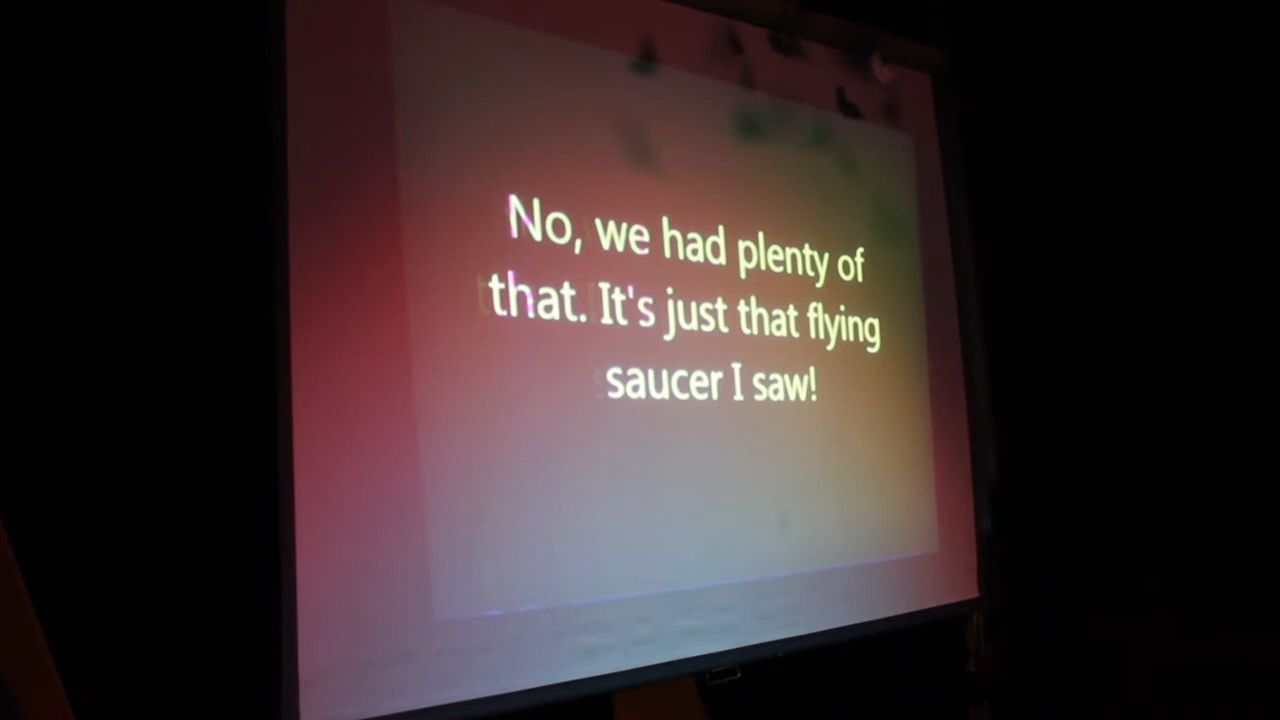 No, we had plenty of
that. It's just that flying
saucer I saw!